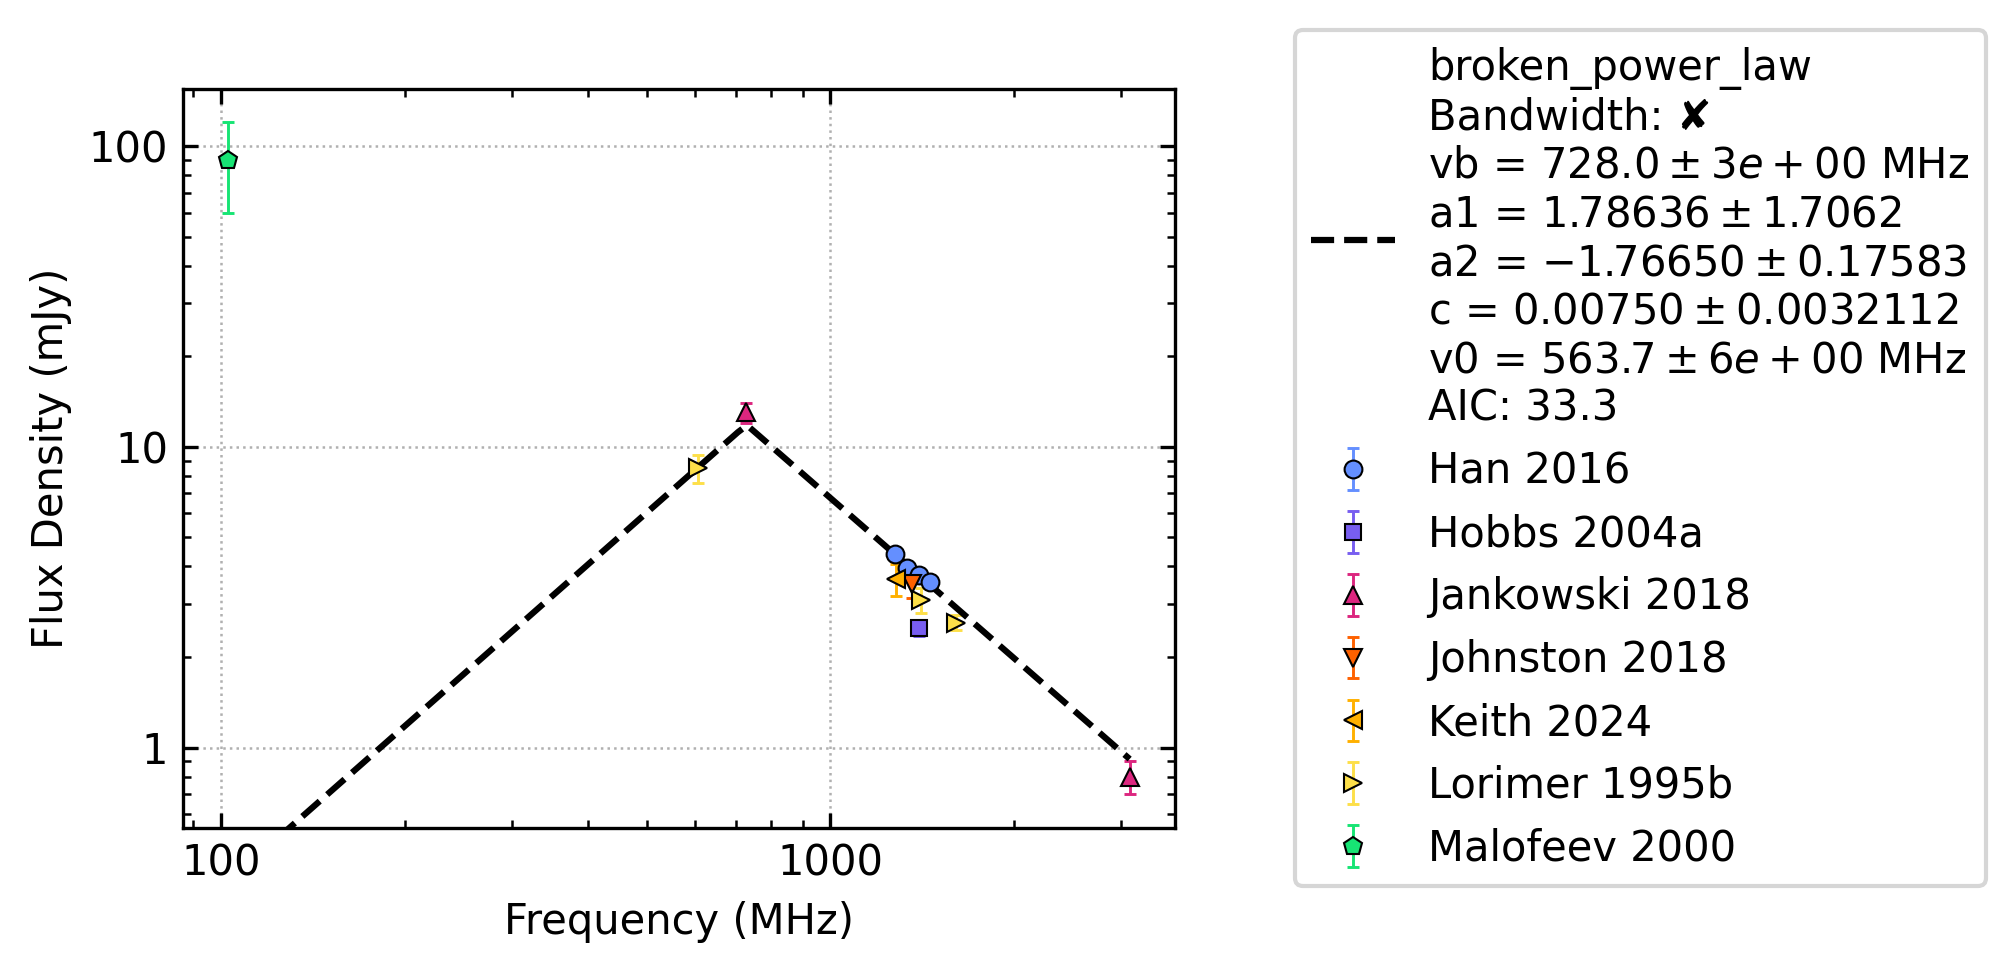 100
10
1
Flux Density (mJy)
100
1000
Frequency (MHz)
broken_power_law
Bandwidth: ✘
vb = 728.0 ± 3e + 00 MHz
a1 = 1.78636 ± 1.7062
a2 = −1.76650 ± 0.17583
c = 0.00750 ± 0.0032112
v0 = 563.7 ± 6e + 00 MHz
AIC: 33.3
Han 2016
Hobbs 2004a
Jankowski 2018
Johnston 2018
Keith 2024
Lorimer 1995b
Malofeev 2000